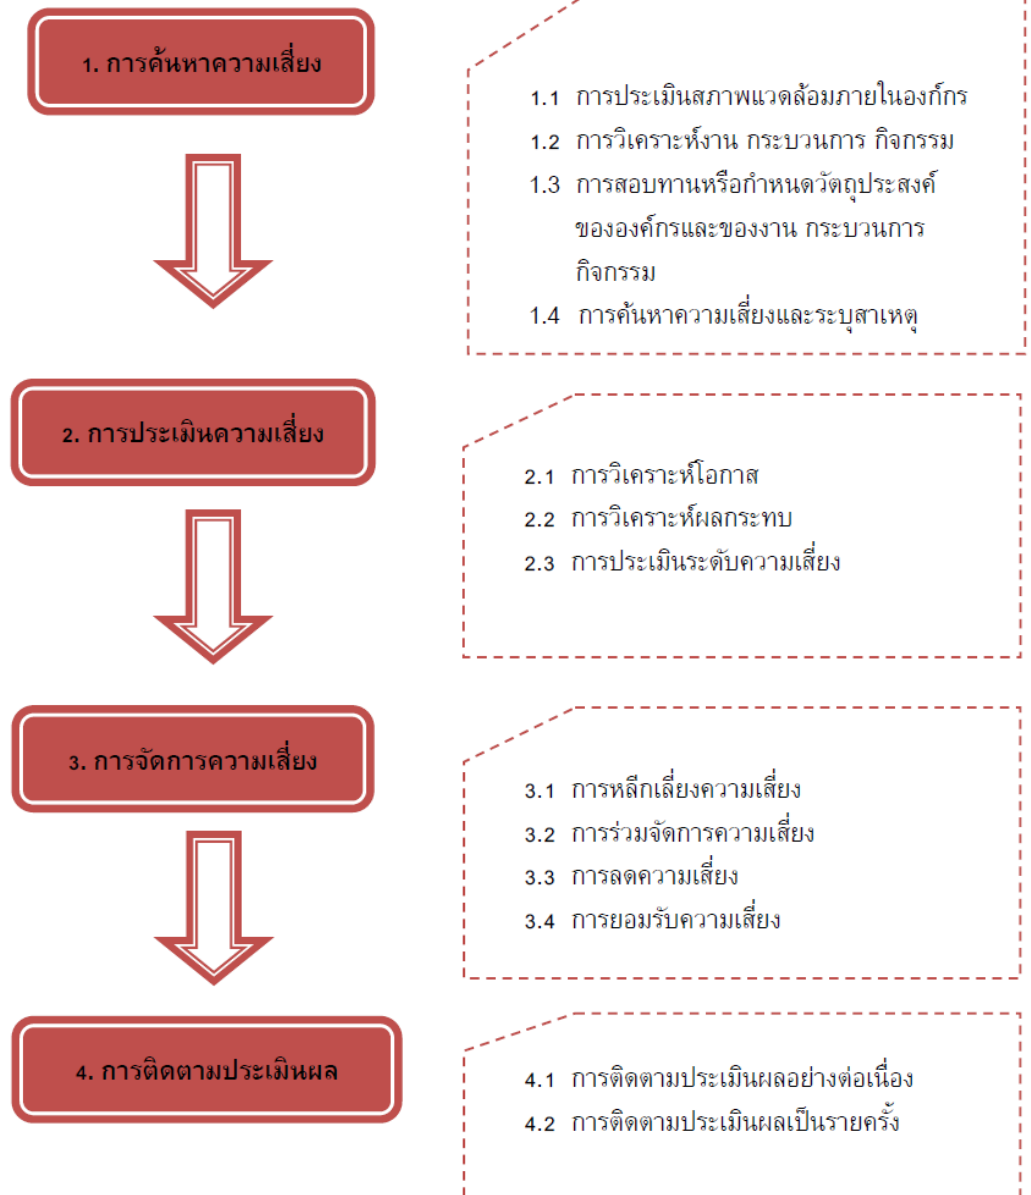 1. การค้นหาความเสี่ยง
1.1 การประเมินสภาพแวดล้อมภายในองก์กร
1.2 การวิเคราะห์งาน กระบวนการ กิจกรรม
1.3 การสอบทานหรือกำหนดวัตถุประสงค์
ขององค์กรและของงาน กระบวนการ
กิจกรรม
1.4 การค้นหาความเสี่ยงและระบุสาเหตุ
2. การประเมินความเสี่ยง
2.1 การวิเคราะห์โอกาส
2.2 การวิเคราะห์ผลกระทบ
2.3 การประเมินระดับความเสี่ยง
3. การจัดการความเสี่ยง
3.1 การหลีกเลี่ยงความเสี่ยง
3.2 การร่วมจัดการความเสี่ยง
3.3 การลดความเสี่ยง
3.4 การยอมรับความเสี่ยง
4. การติดตามประเมินผล
4.1 การติดตามประเมินผลอย่างต่อเนื่อง
4.2 การติดตามประเมินผลเป็นรายครั้ง